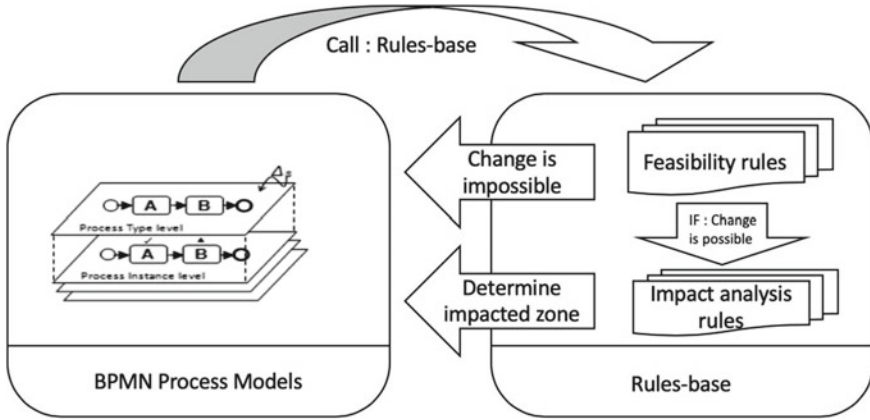 Call : Rules-base
Change is
impossible
Feasibility rules
A
B
Process Type level
IF : Change
is possible
A
B
Process Instance level
Determine
impacted zone
Impact analysis
rules
BPMN Process Models
Rules-base